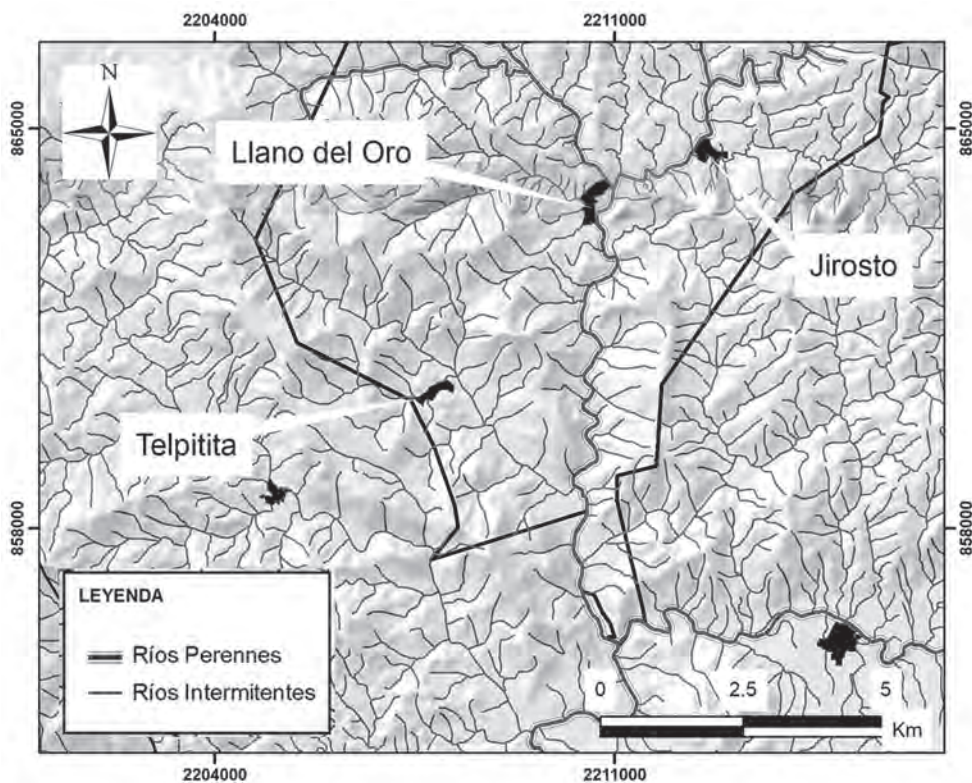 2204000
2211000
N
865000
865000
Llano del Oro
Jirosto
Telpitita
858000
858000
LEYENDA
Ríos Perennes
Ríos Intermitentes
0 2.5 5
Km
2204000
2211000